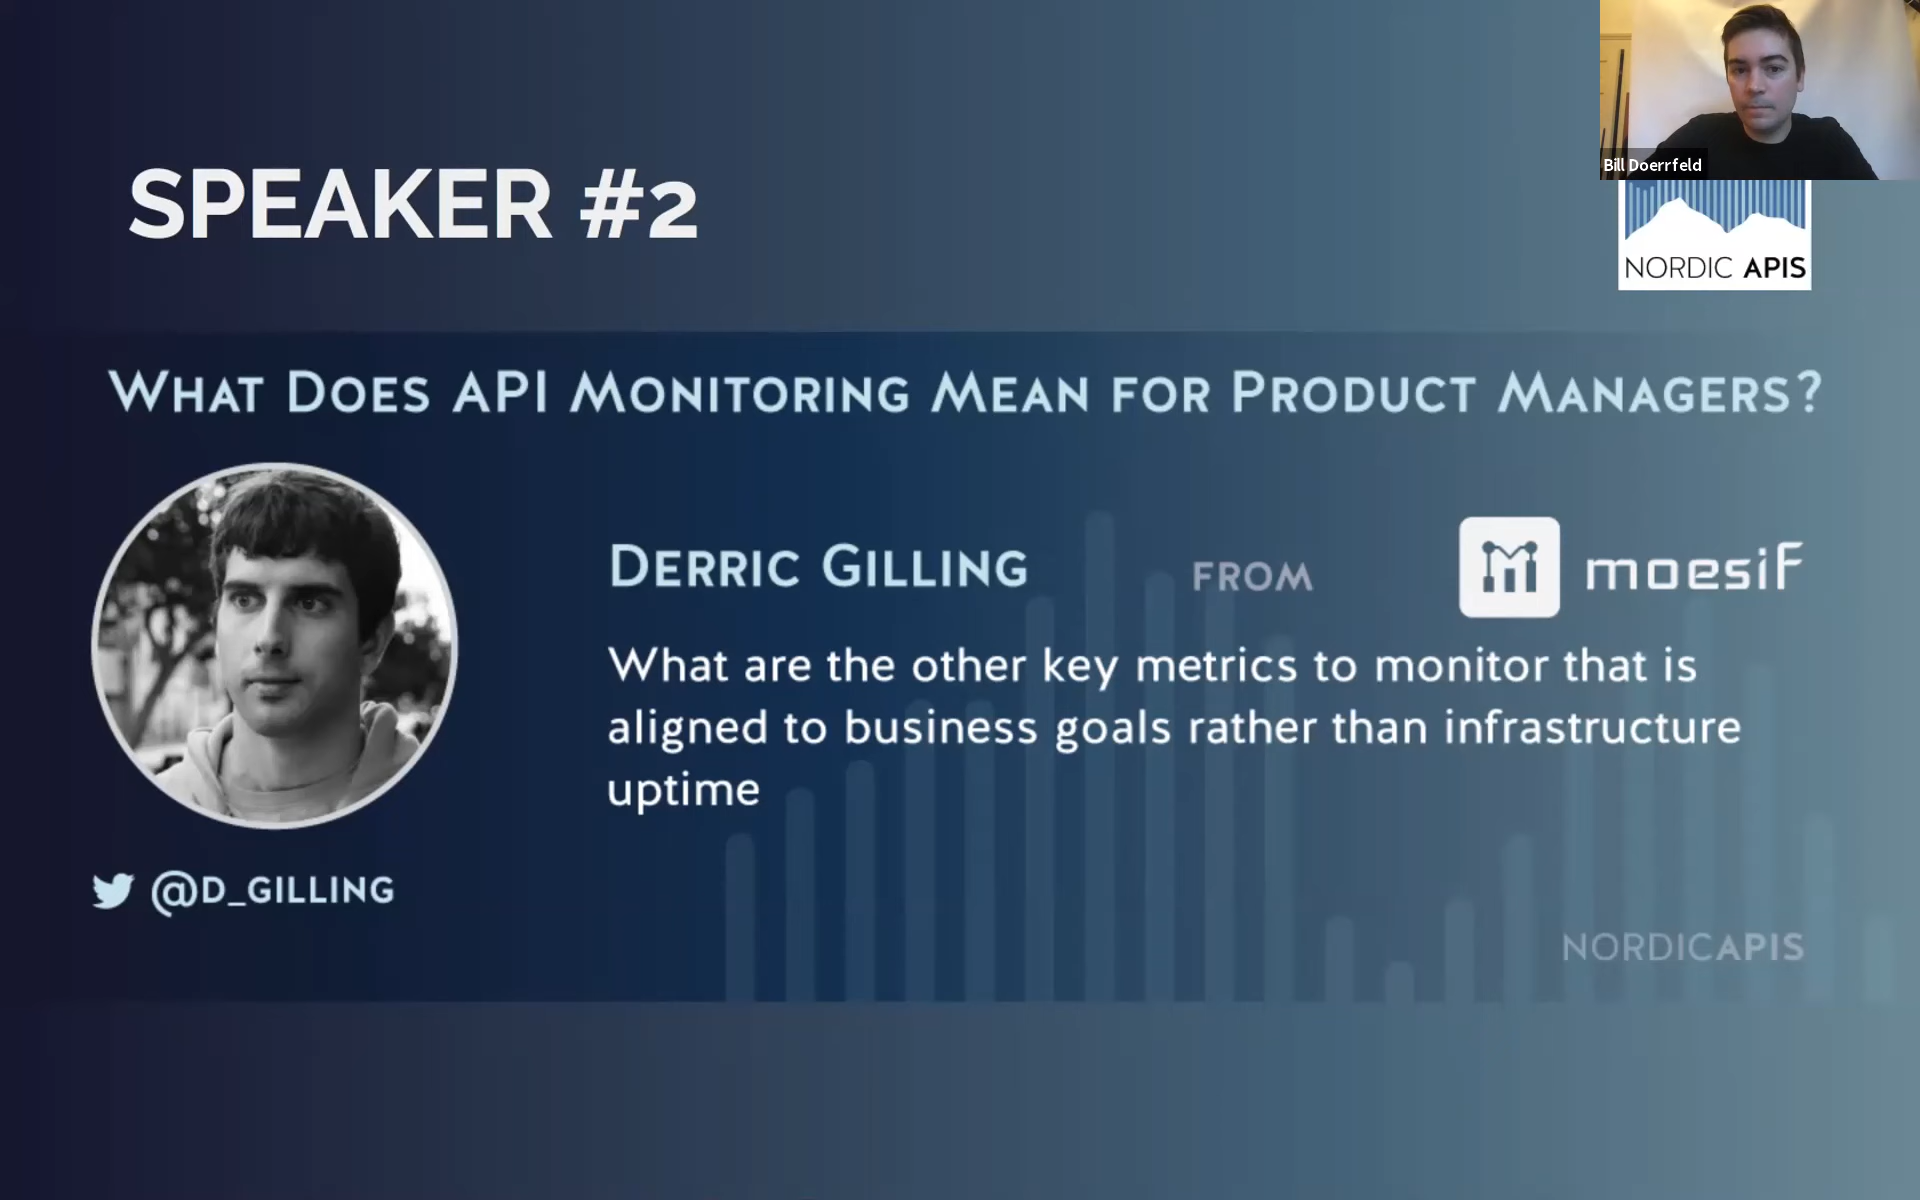 Bill Doerrfeld
SPEAKER #2
NORDIC APIS
WHAT DOES API MONITORING MEAN FOR PRODUCT MANAGERS?
DERRIC GILLING FROM moesif
What are the other key metrics to monitor that is
aligned to business goals rather than infrastructure
uptime
@D_GILLING
NORDICAPIS